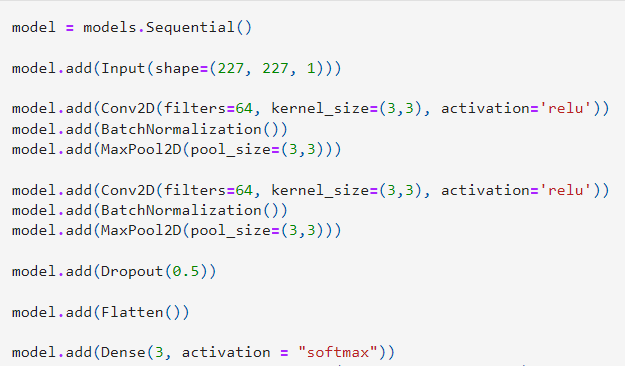 model = models.Sequential()
model.add(Input(shape=(227, 227, 1)))
model.add(Conv2D(filters=64, kernel_size=(3,3), activation='relu'))
model.add(BatchNormalization())
model.add(MaxPool2D(pool_size=(3,3)))
model.add(Conv2D(filters=64, kernel_size=(3,3), activation='relu'))
model.add(BatchNormalization())
model.add(MaxPool2D(pool_size=(3,3)))
model.add(Dropout(0.5))
model.add(Flatten())
model.add(Dense(3, activation = "softmax"))